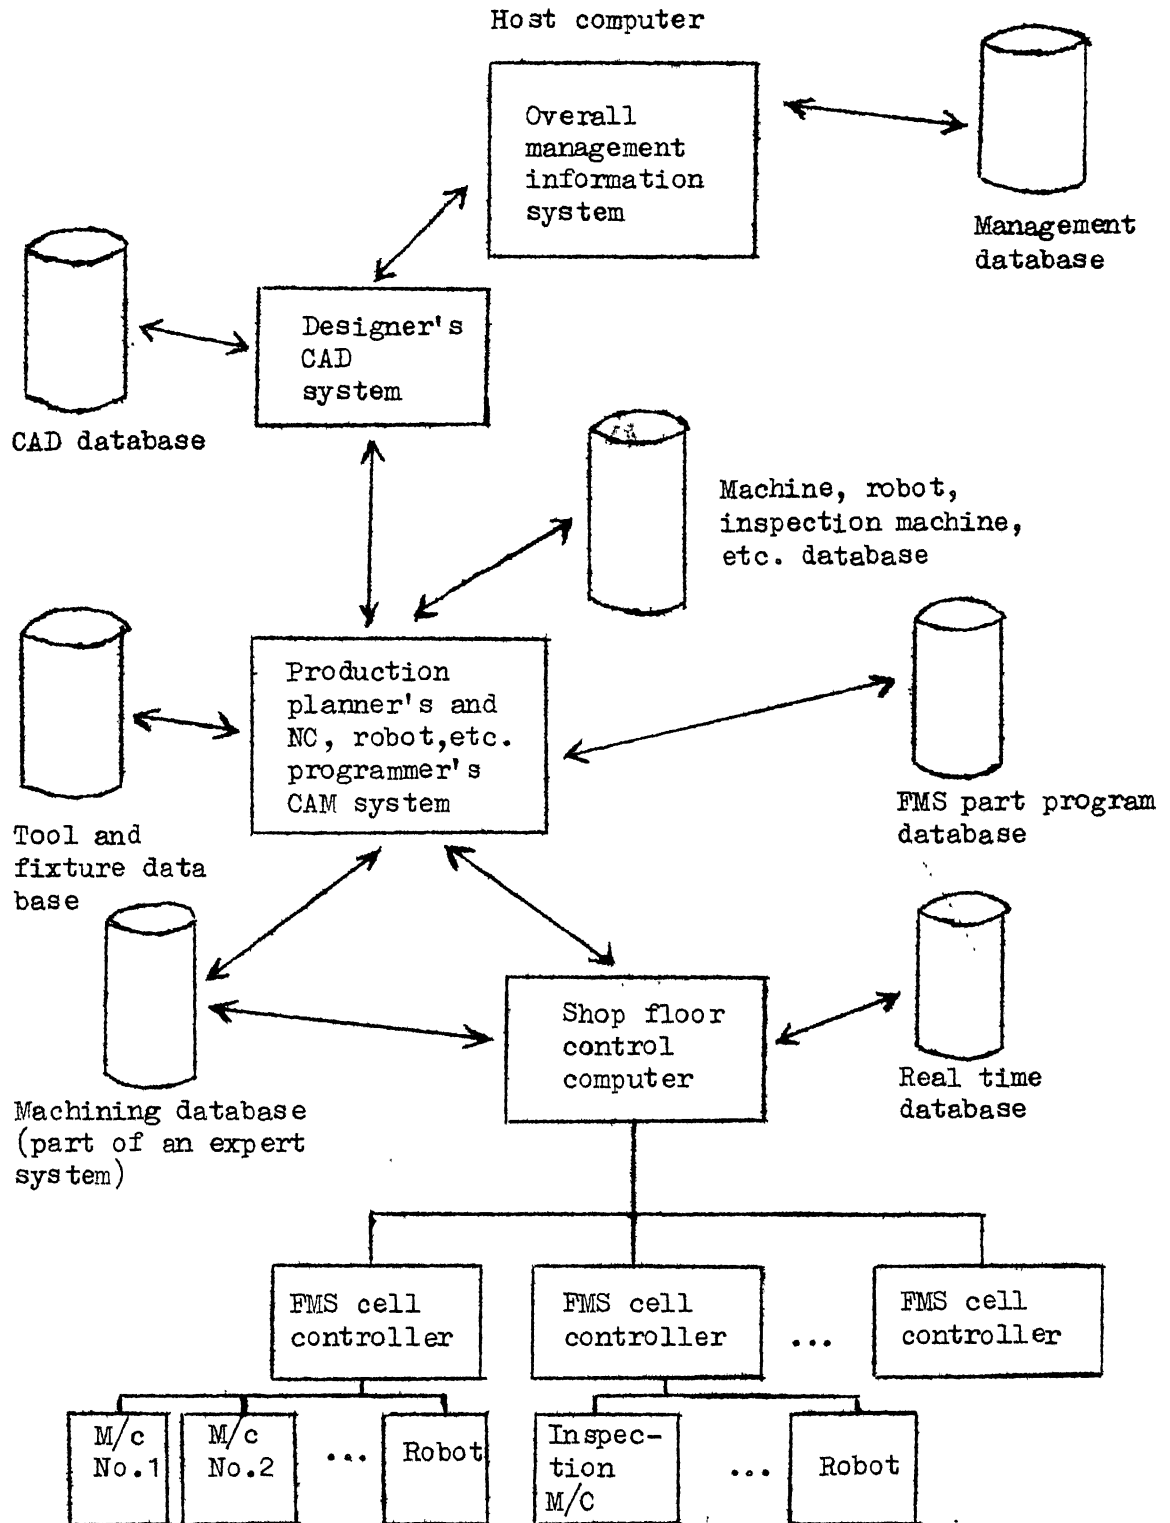 Host computer
Overall
management
information
system
Management
database
Designer's
CAD
system
CAD database
Machine, robot,
inspection machine,
etc. database
Production
planner's and
NC, robot,etc.
programmer's
CAM system
FMS part program
database
Tool and
fixture data
base
Shop floor
control
computer
Real time
database
Machining database
(part of an expert
system)
FMS cell
controller
FMS cell
controller
...
FMS cell
controller
M/c
No.1
M/c
No.2
...
Robot
Inspec-
tion
M/C
...
Robot